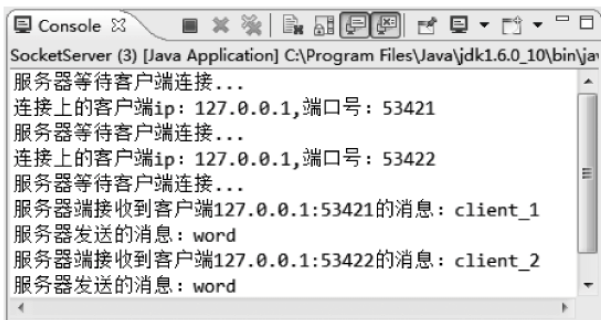 Console
SocketServer (3) [Java Application] C:\Program Files\Java\jdk1.6.0_10\bin\ja
服务器等待客户端连接...
连接上的客户端ip: 127.0.0.1,端口号: 53421
服务器等待客户端连接...
连接上的客户端ip: 127.0.0.1,端口号: 53422
服务器等待客户端连接...
服务器端接收到客户端127.0.0.1:53421的消息: client_1
服务器发送的消息: word
服务器端接收到客户端127.0.0.1:53422的消息: client_2
服务器发送的消息: word